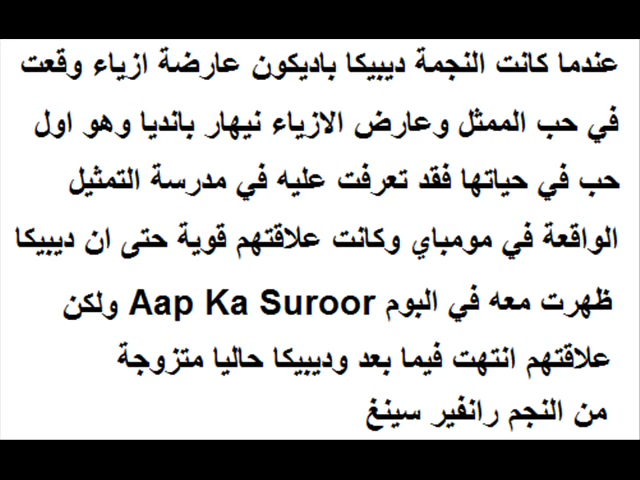 عندما كانت النجمة ديبيكا باديكون عارضة ازياء وقعت
في حب الممثل وعارض الازياء نيهار بانديا وهو اول
حب في حياتها فقد تعرفت عليه في مدرسة التمثيل
الواقعة في مومباي وكانت علاقتهم قوية حتى ان ديبيكا
ظهرت معه في البوم Aap Ka Suroor ولكن
علاقتهم انتهت فيما بعد وديبيكا حاليا متزوجة
من النجم رانفير سينغ